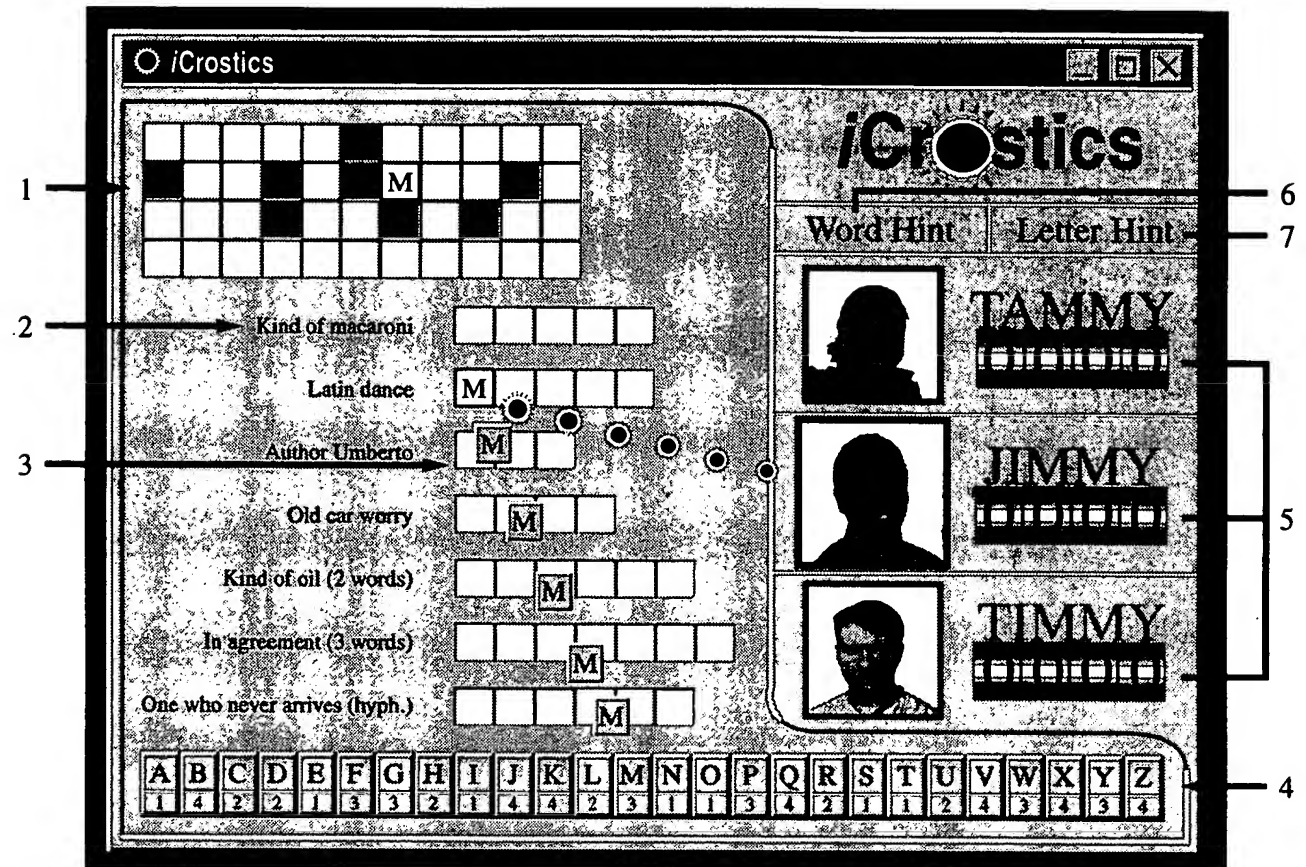 iCrostics
iCrostics
1
M
6
Word Hint
Letter Hint
7
2
Kind of macaroni
TAMMY
Latin dance
M
3
Author Umberto
M
JIMMY
5
Old car worry
M
Kind of oil (2 words)
M
In agreement (3 words)
M
TIMMY
One who never arrives (hyph.)
M
A B C D E F G H I J K L M N O P Q R S T U V W X Y Z
1 4 2 2 1 3 3 2 1 4 4 2 3 1 1 3 4 2 1 1 2 4 3 4 3 4
4